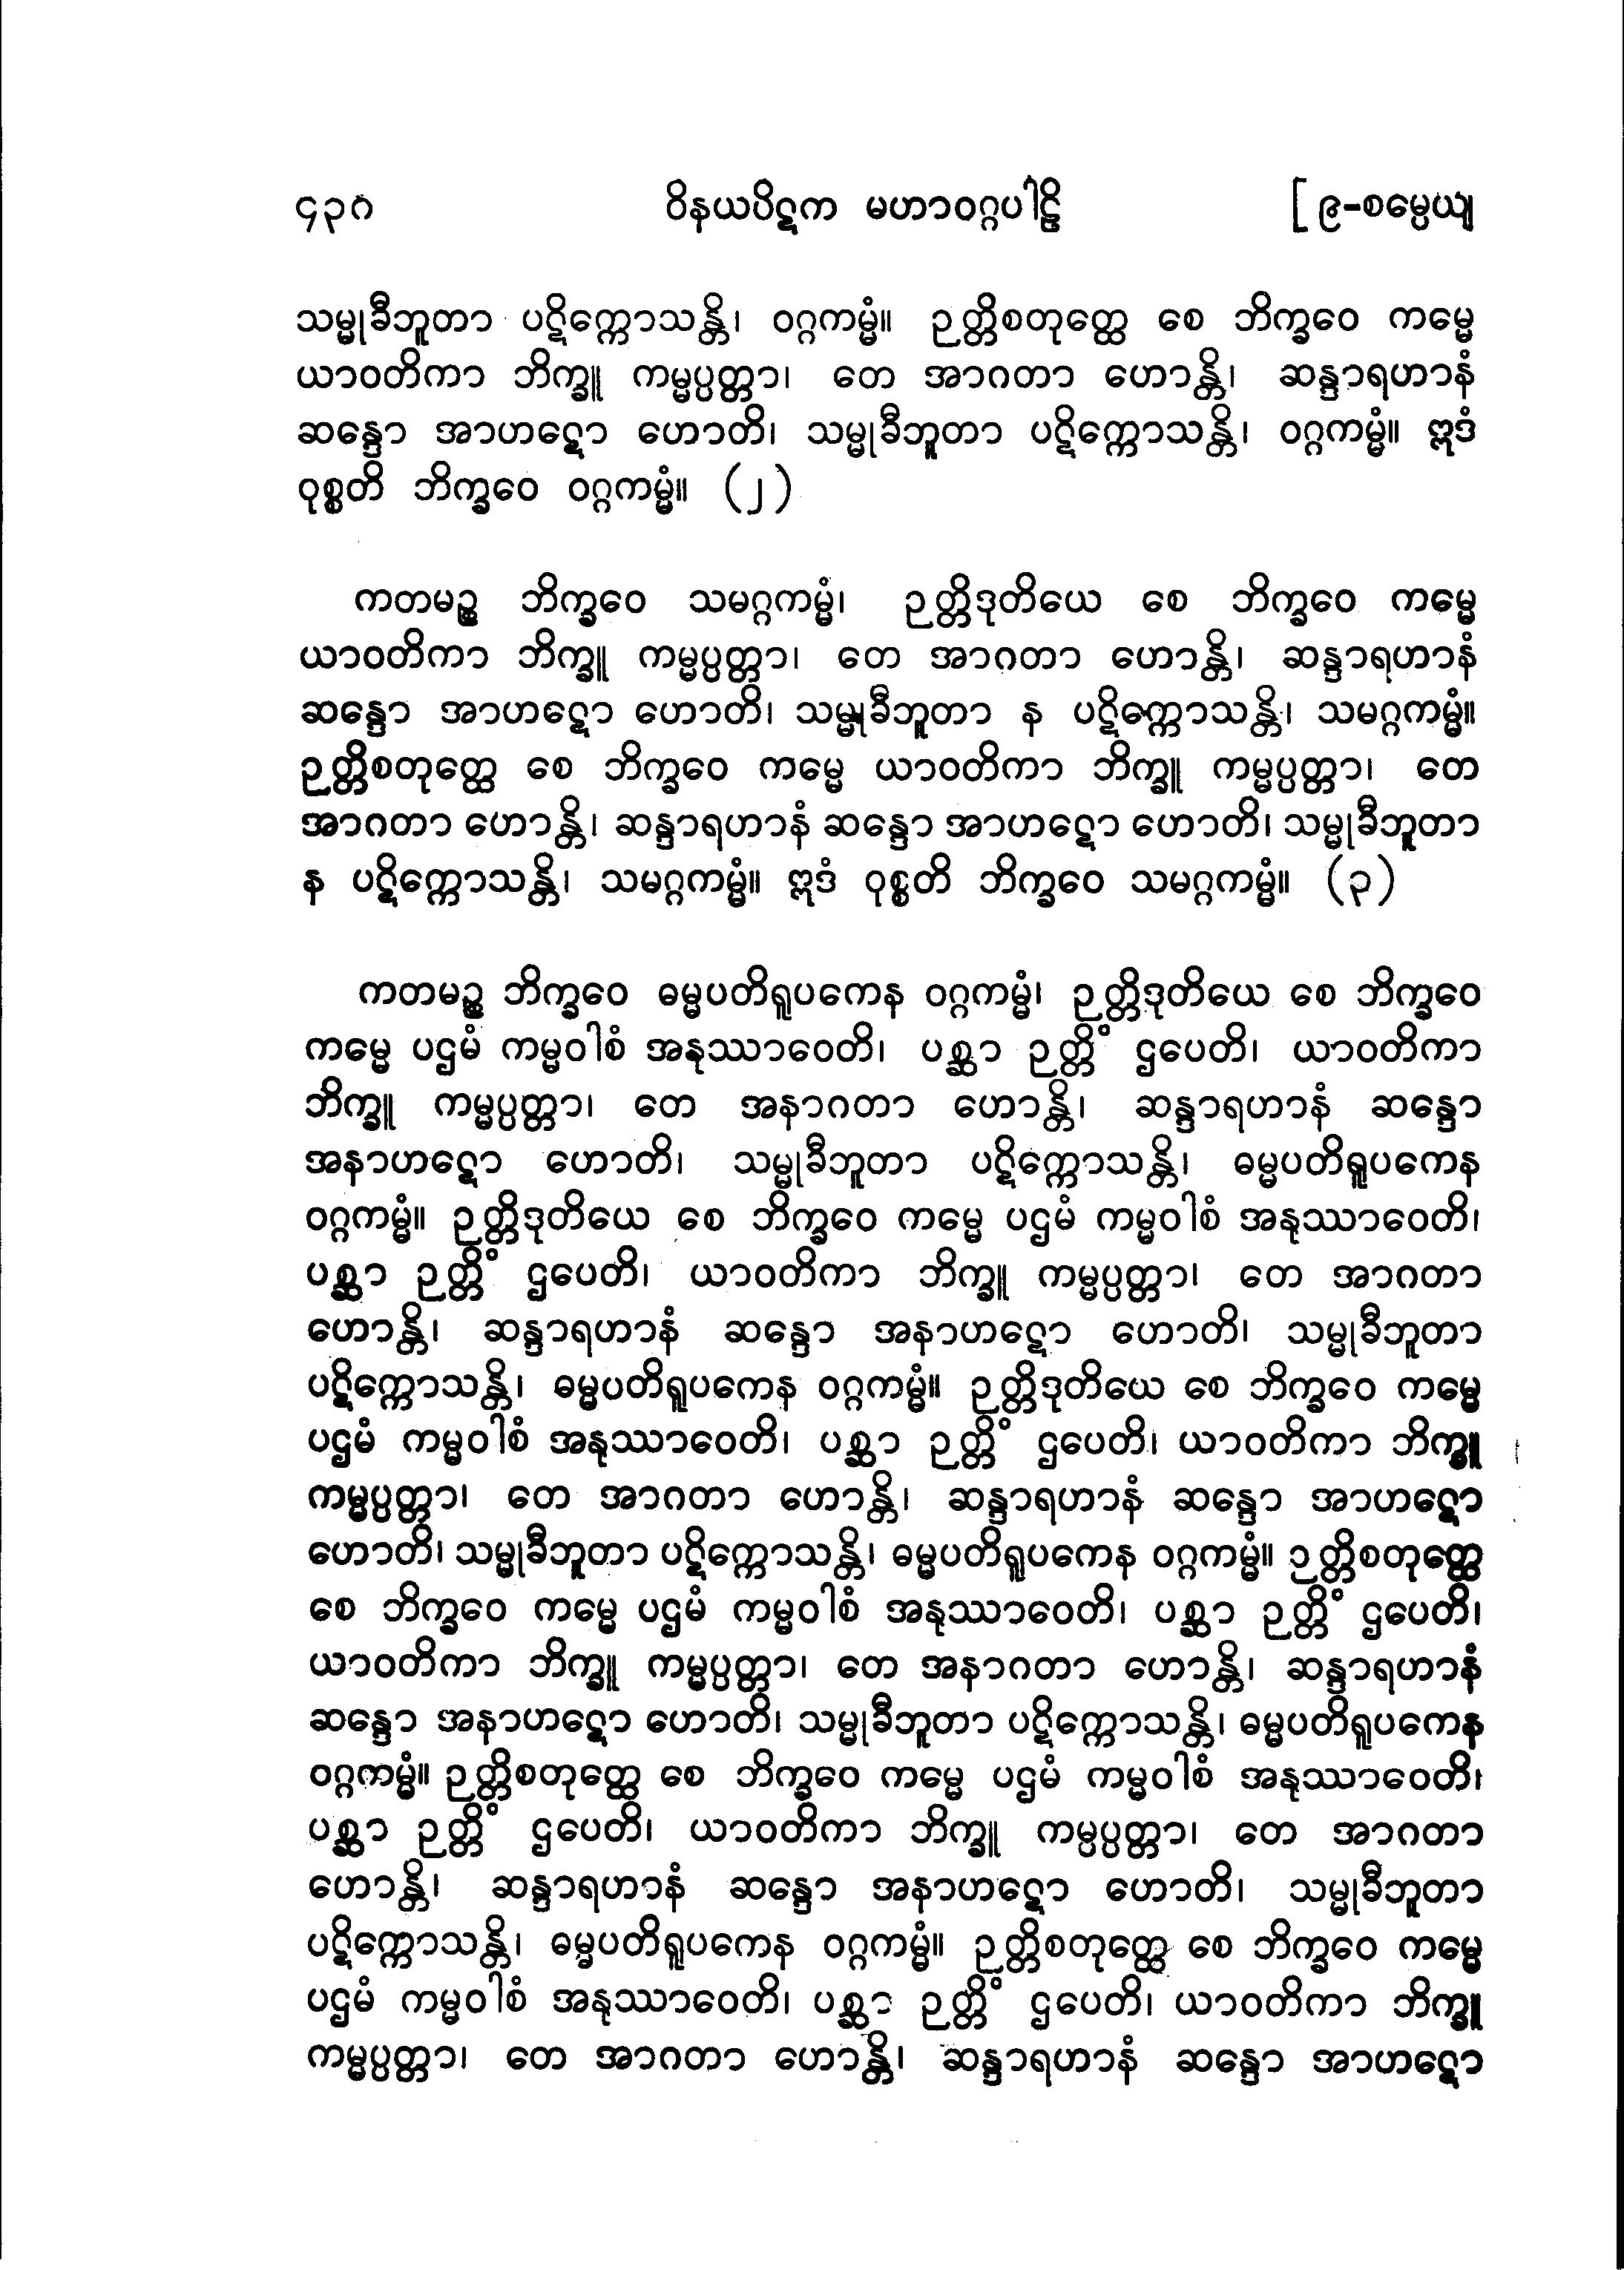 ၄၃၈ ဝိနယပိဋက မဟာဝဂ္ဂပါဠိ [ ၉-စမ္ပေယျ
သမ္မုခီဘူတာ ပဋိက္ကောသန္တိ၊ ဝဂ္ဂကမ္မံ။ ဉတ္တိစတုတ္ထေ စေ ဘိက္ခဝေ ကမ္မေ
ယာဝတိကာ ဘိက္ခူ ကမ္မပ္ပတ္တာ၊ တေ အာဂတာ ဟောန္တိ၊ ဆန္ဒာရဟာနံ
ဆန္ဒော အာဟဋော ဟောတိ၊ သမ္မုခီဘူတာ ပဋိက္ကောသန္တိ၊ ဝဂ္ဂကမ္မံ။ ဣဒံ
ဝုစ္စတိ ဘိက္ခဝေ ဝဂ္ဂကမ္မံ။ (၂)
ကတမဉ္စ ဘိက္ခဝေ သမဂ္ဂကမ္မံ၊ ဉတ္တိဒုတိယေ စေ ဘိက္ခဝေ ကမ္မေ
ယာဝတိကာ ဘိက္ခူ ကမ္မပ္ပတ္တာ၊ တေ အာဂတာ ဟောန္တိ၊ ဆန္ဒာရဟာနံ
ဆန္ဒော အာဟဋော ဟောတိ၊ သမ္မုခီဘူတာ န ပဋိက္ကောသန္တိ၊ သမဂ္ဂကမ္မံ။
ဉတ္တိစတုတ္ထေ စေ ဘိက္ခဝေ ကမ္မေ ယာဝတိကာ ဘိက္ခူ ကမ္မပ္ပတ္တာ၊ တေ
အာဂတာ ဟောန္တိ၊ ဆန္ဒာရဟာနံ ဆန္ဒော အာဟဋော ဟောတိ၊ သမ္မုခီဘူတာ
န ပဋိက္ကောသန္တိ၊ သမဂ္ဂကမ္မံ။ ဣဒံ ဝုစ္စတိ ဘိက္ခဝေ သမဂ္ဂကမ္မံ။ (၃)
ကတမဉ္စ ဘိက္ခဝေ ဓမ္မပတိရူပကေန ဝဂ္ဂကမ္မံ၊ ဉတ္တိဒုတိယေ စေ ဘိက္ခဝေ
ကမ္မေ ပဌမံ ကမ္မဝါစံ အနုဿာဝေတိ၊ ပစ္ဆာ ဉတ္တိံ ဌပေတိ၊ ယာဝတိကာ
ဘိက္ခူ ကမ္မပ္ပတ္တာ၊ တေ အနာဂတာ ဟောန္တိ၊ ဆန္ဒာရဟာနံ ဆန္ဒော
အနာဟဋော ဟောတိ၊ သမ္မုခီဘူတာ ပဋိက္ကောသန္တိ၊ ဓမ္မပတိရူပကေန
ဝဂ္ဂကမ္မံ။ ဉတ္တိဒုတိယေ စေ ဘိက္ခဝေ ကမ္မေ ပဌမံ ကမ္မဝါစံ အနုဿာဝေတိ၊
ပစ္ဆာ ဉတ္တိံ ဌပေတိ၊ ယာဝတိကာ ဘိက္ခူ ကမ္မပ္ပတ္တာ၊ တေ အာဂတာ
ဟောန္တိ၊ ဆန္ဒာရဟာနံ ဆန္ဒော အနာဟဋော ဟောတိ၊ သမ္မုခီဘူတာ
ပဋိက္ကောသန္တိ၊ ဓမ္မပတိရူပကေန ဝဂ္ဂကမ္မံ။ ဉတ္တိဒုတိယေ စေ ဘိက္ခဝေ ကမ္မေ
ပဌမံ ကမ္မဝါစံ အနုဿာဝေတိ၊ ပစ္ဆာ ဉတ္တိံ ဌပေတိ၊ ယာဝတိကာ ဘိက္ခူ
ကမ္မပ္ပတ္တာ၊ တေ အာဂတာ ဟောန္တိ၊ ဆန္ဒာရဟာနံ ဆန္ဒော အာဟဋော
ဟောတိ၊ သမ္မုခီဘူတာ ပဋိက္ကောသန္တိ၊ ဓမ္မပတိရူပကေန ဝဂ္ဂကမ္မံ။ ဉတ္တိစတုတ္ထေ
စေ ဘိက္ခဝေ ကမ္မေ ပဌမံ ကမ္မဝါစံ အနုဿာဝေတိ၊ ပစ္ဆာ ဉတ္တိံ ဌပေတိ၊
ယာဝတိကာ ဘိက္ခူ ကမ္မပ္ပတ္တာ၊ တေ အနာဂတာ ဟောန္တိ၊ ဆန္ဒာရဟာနံ
ဆန္ဒော အနာဟဋော ဟောတိ၊ သမ္မုခီဘူတာ ပဋိက္ကောသန္တိ၊ ဓမ္မပတိရူပကေန
ဝဂ္ဂကမ္မံ။ ဉတ္တိစတုတ္ထေ စေ ဘိက္ခဝေ ကမ္မေ ပဌမံ ကမ္မဝါစံ အနုဿာဝေတိ၊
ပစ္ဆာ ဉတ္တိံ ဌပေတိ၊ ယာဝတိကာ ဘိက္ခူ ကမ္မပ္ပတ္တာ၊ တေ အာဂတာ
ဟောန္တိ၊ ဆန္ဒာရဟာနံ ဆန္ဒော အနာဟဋော ဟောတိ၊ သမ္မုခီဘူတာ
ပဋိက္ကောသန္တိ၊ ဓမ္မပတိရူပကေန ဝဂ္ဂကမ္မံ။ ဉတ္တိစတုတ္ထေ စေ ဘိက္ခဝေ ကမ္မေ
ပဌမံ ကမ္မဝါစံ အနုဿာဝေတိ၊ ပစ္ဆာ ဉတ္တိံ ဌပေတိ၊ ယာဝတိကာ ဘိက္ခူ
ကမ္မပ္ပတ္တာ၊ တေ အာဂတာ ဟောန္တိ၊ ဆန္ဒာရဟာနံ ဆန္ဒော အာဟဋော